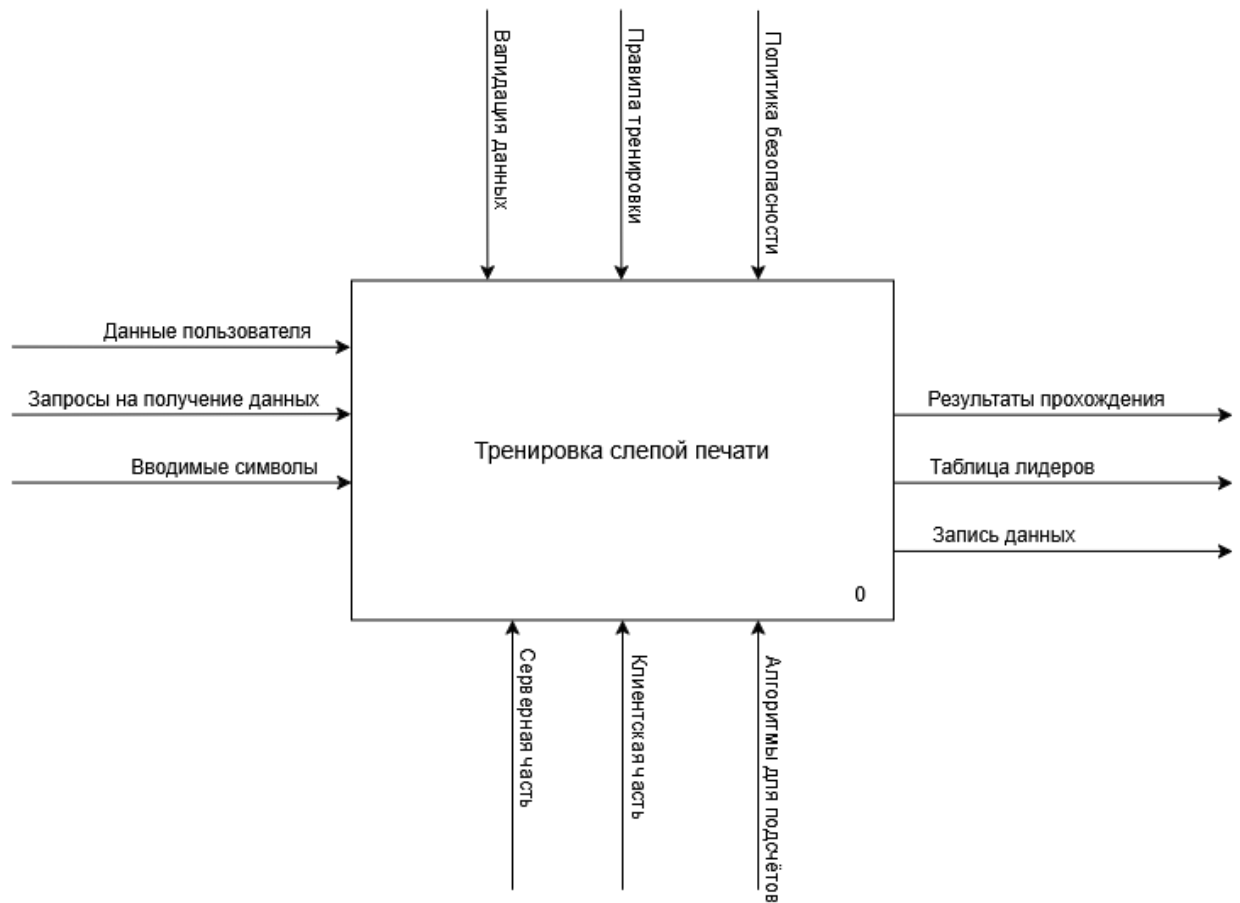 Валидация данных
Правила тренировки
Политика безопасности
Данные пользователя
Запросы на получение данных
Вводимые символы
Тренировка слепой печати
0
Результаты прохождения
Таблица лидеров
Запись данных
Серверная часть
Клиентская часть
Алгоритмы для подсчётов